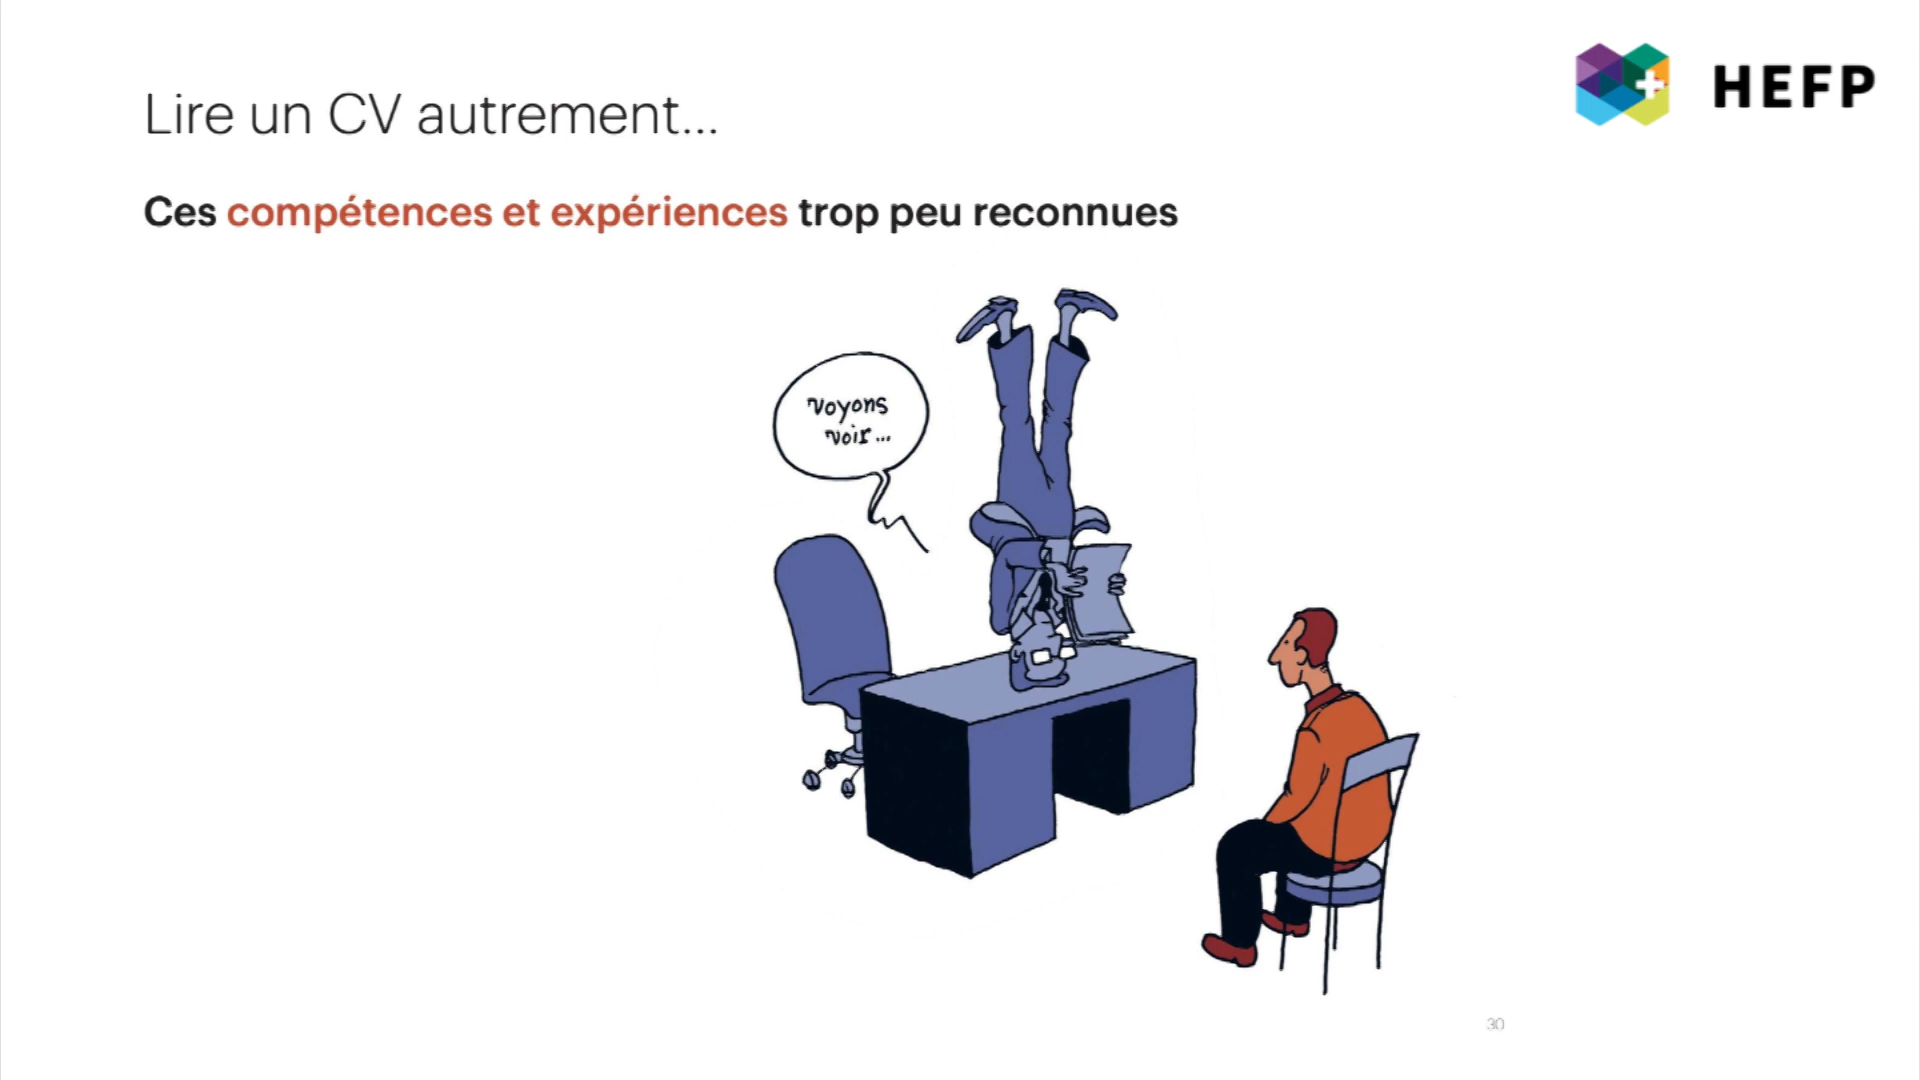 HEFP
Lire un CV autrement...
Ces compétences et expériences trop peu reconnues
Voyons
voir...
30